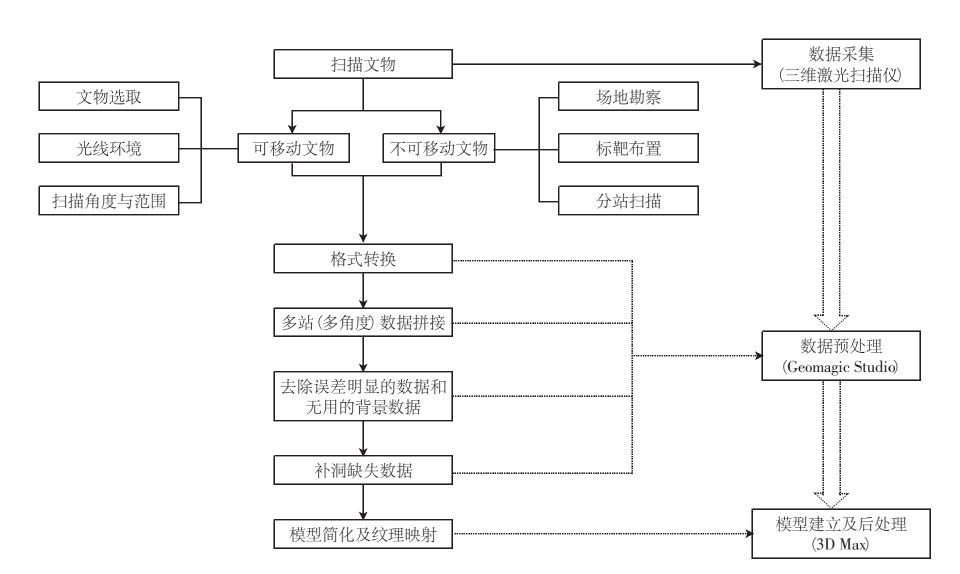 扫描文物
数据采集
(三维激光扫描仪)
文物选取
场地勘察
光线环境
可移动文物
不可移动文物
标靶布置
扫描角度与范围
分站扫描
格式转换
多站(多角度)数据拼接
数据预处理
(Geomagic Studio)
去除误差明显的数据和
无用的背景数据
补洞缺失数据
模型简化及纹理映射
模型建立及后处理
(3D Max)